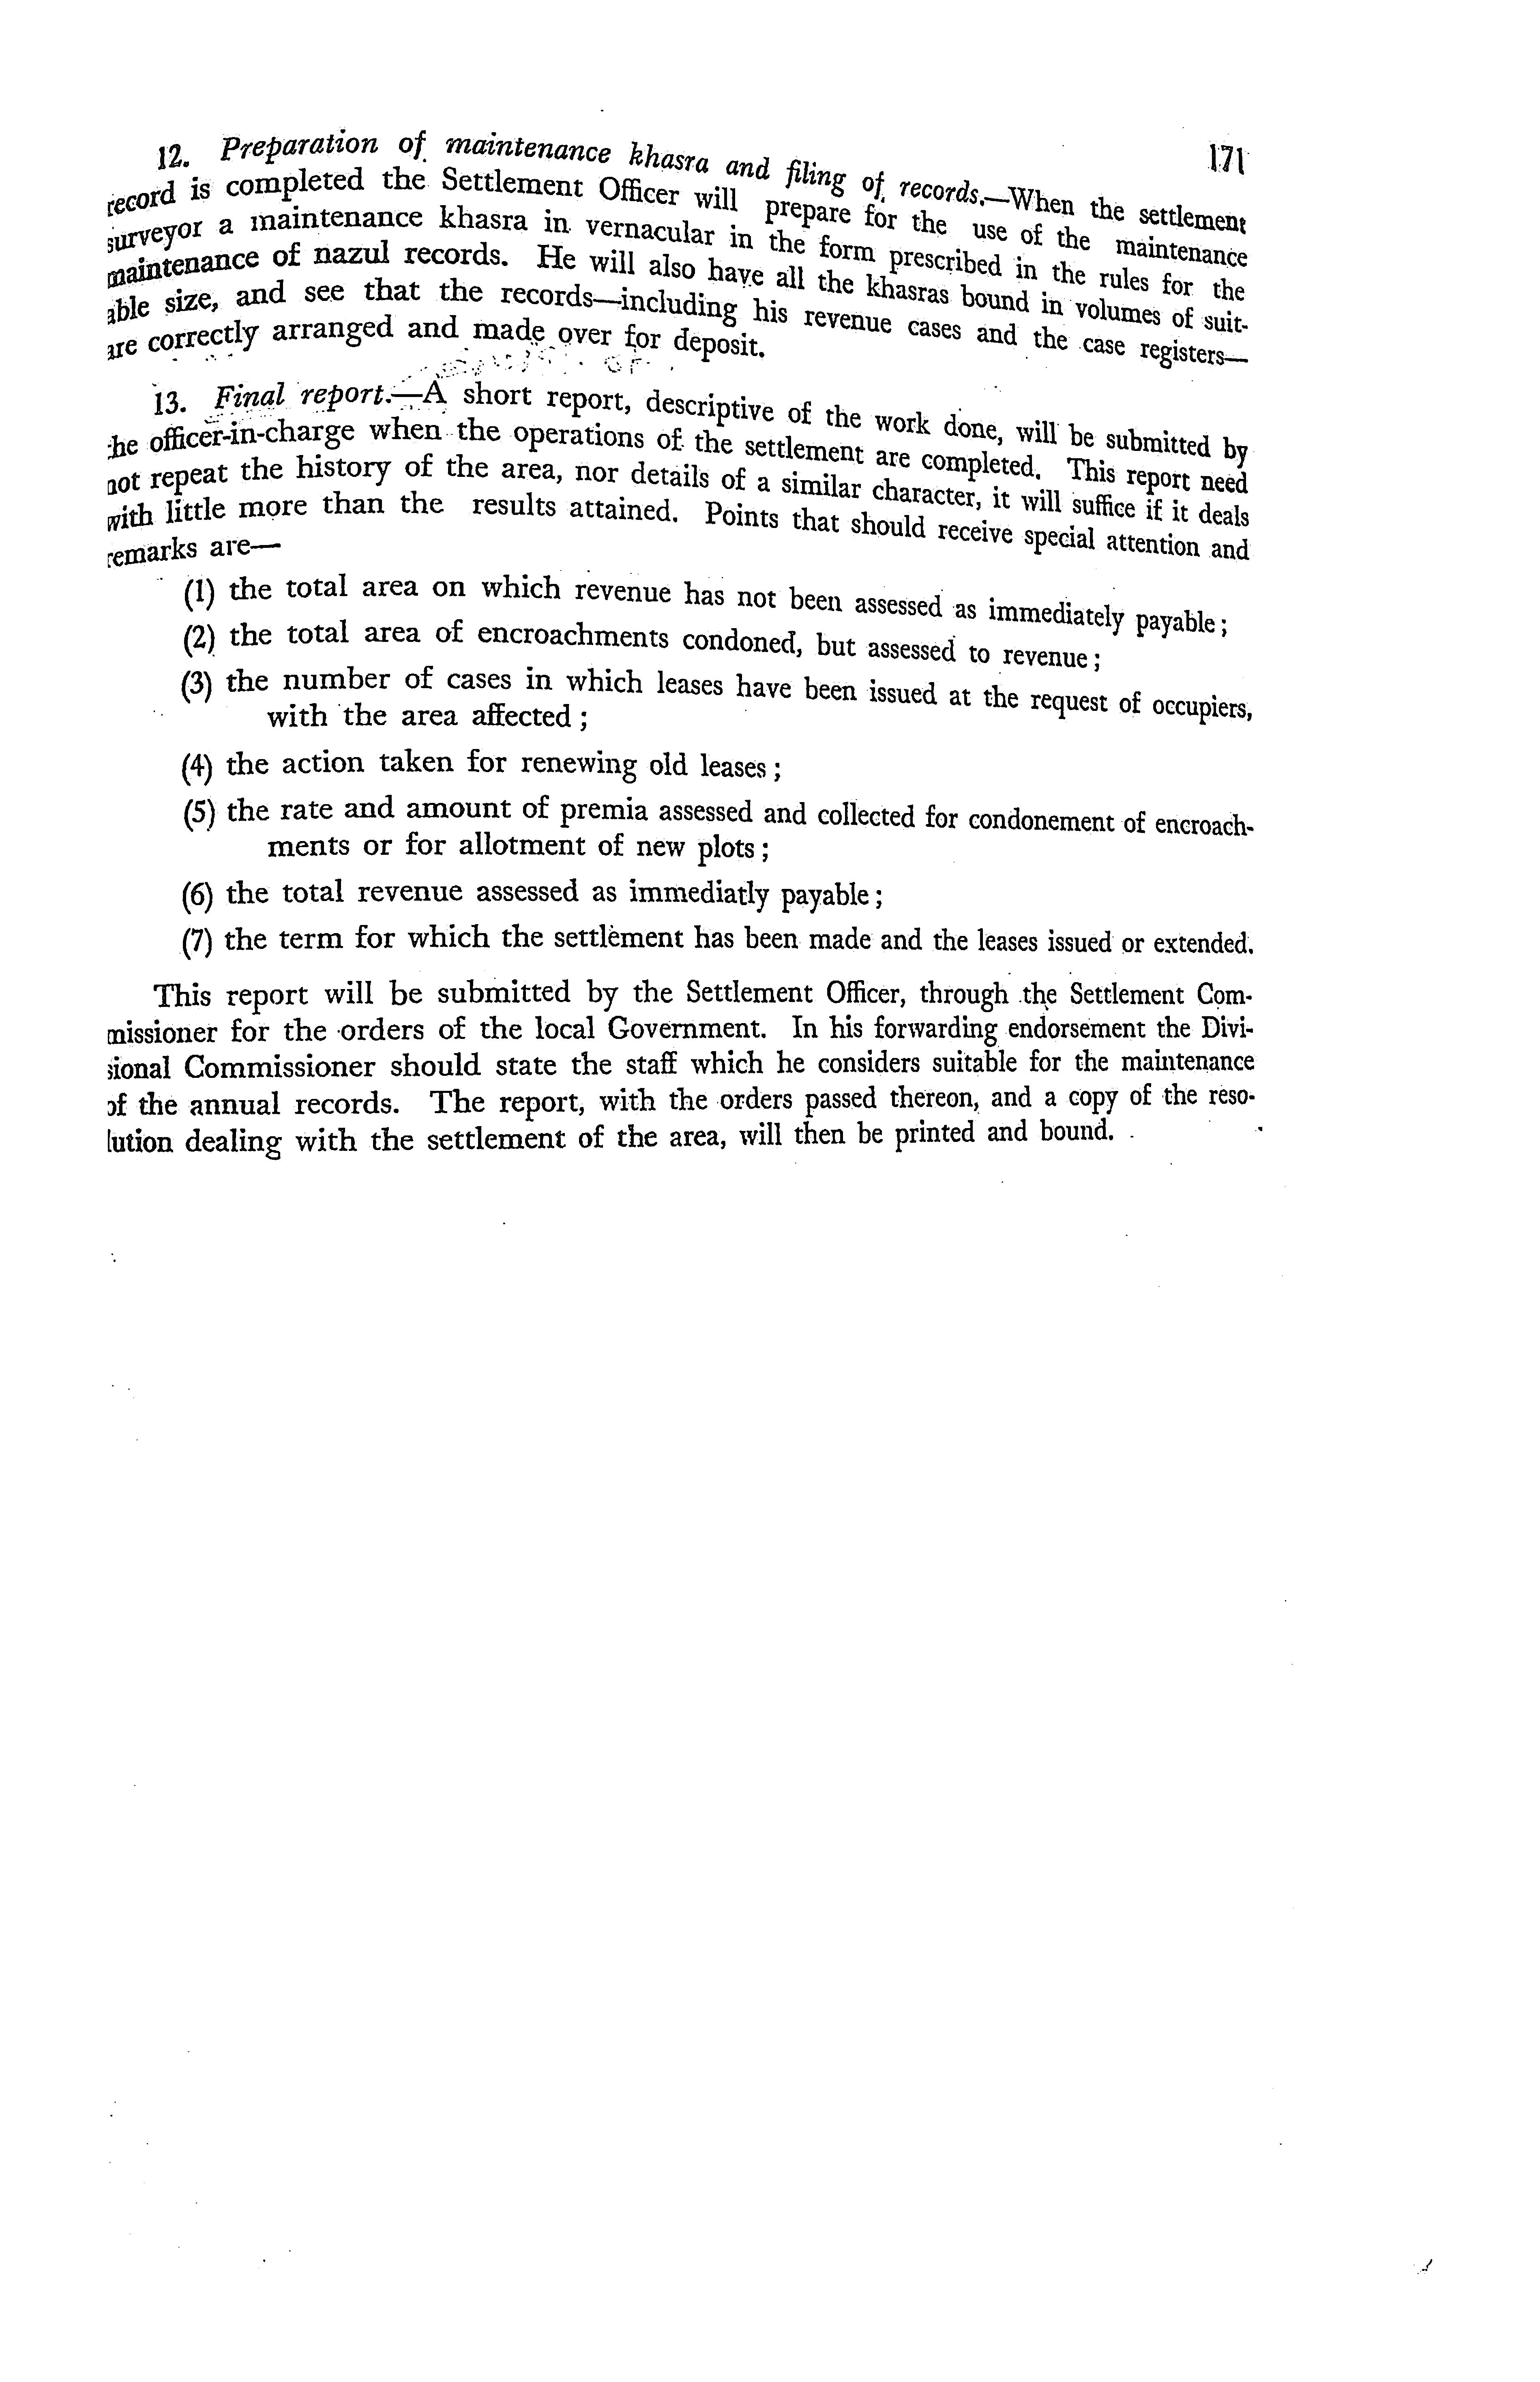 171
12. Preparation of maintenance khasra and filing of records.—When the settlement
record is completed the Settlement Officer will prepare for the use of the maintenance
surveyor a maintenance khasra in vernacular in the form prescribed in the rules for the
maintenance of nazul records. He will also have all the khasras bound in volumes of suit-
able size, and see that the records—including his revenue cases and the case registers—
are correctly arranged and made over for deposit.
13. Final report.—A short report, descriptive of the work done, will be submitted by
the officer-in-charge when the operations of the settlement are completed. This report need
not repeat the history of the area, nor details of a similar character, it will suffice if it deals
with little more than the results attained. Points that should receive special attention and
remarks are—
(1) the total area on which revenue has not been assessed as immediately payable;
(2) the total area of encroachments condoned, but assessed to revenue;
(3) the number of cases in which leases have been issued at the request of occupiers,
with the area affected;
(4) the action taken for renewing old leases;
(5) the rate and amount of premia assessed and collected for condonement of encroach-
ments or for allotment of new plots;
(6) the total revenue assessed as immediatly payable;
(7) the term for which the settlement has been made and the leases issued or extended.
This report will be submitted by the Settlement Officer, through the Settlement Com-
missioner for the orders of the local Government. In his forwarding endorsement the Divi-
sional Commissioner should state the staff which he considers suitable for the maintenance
of the annual records. The report, with the orders passed thereon, and a copy of the reso-
lution dealing with the settlement of the area, will then be printed and bound.